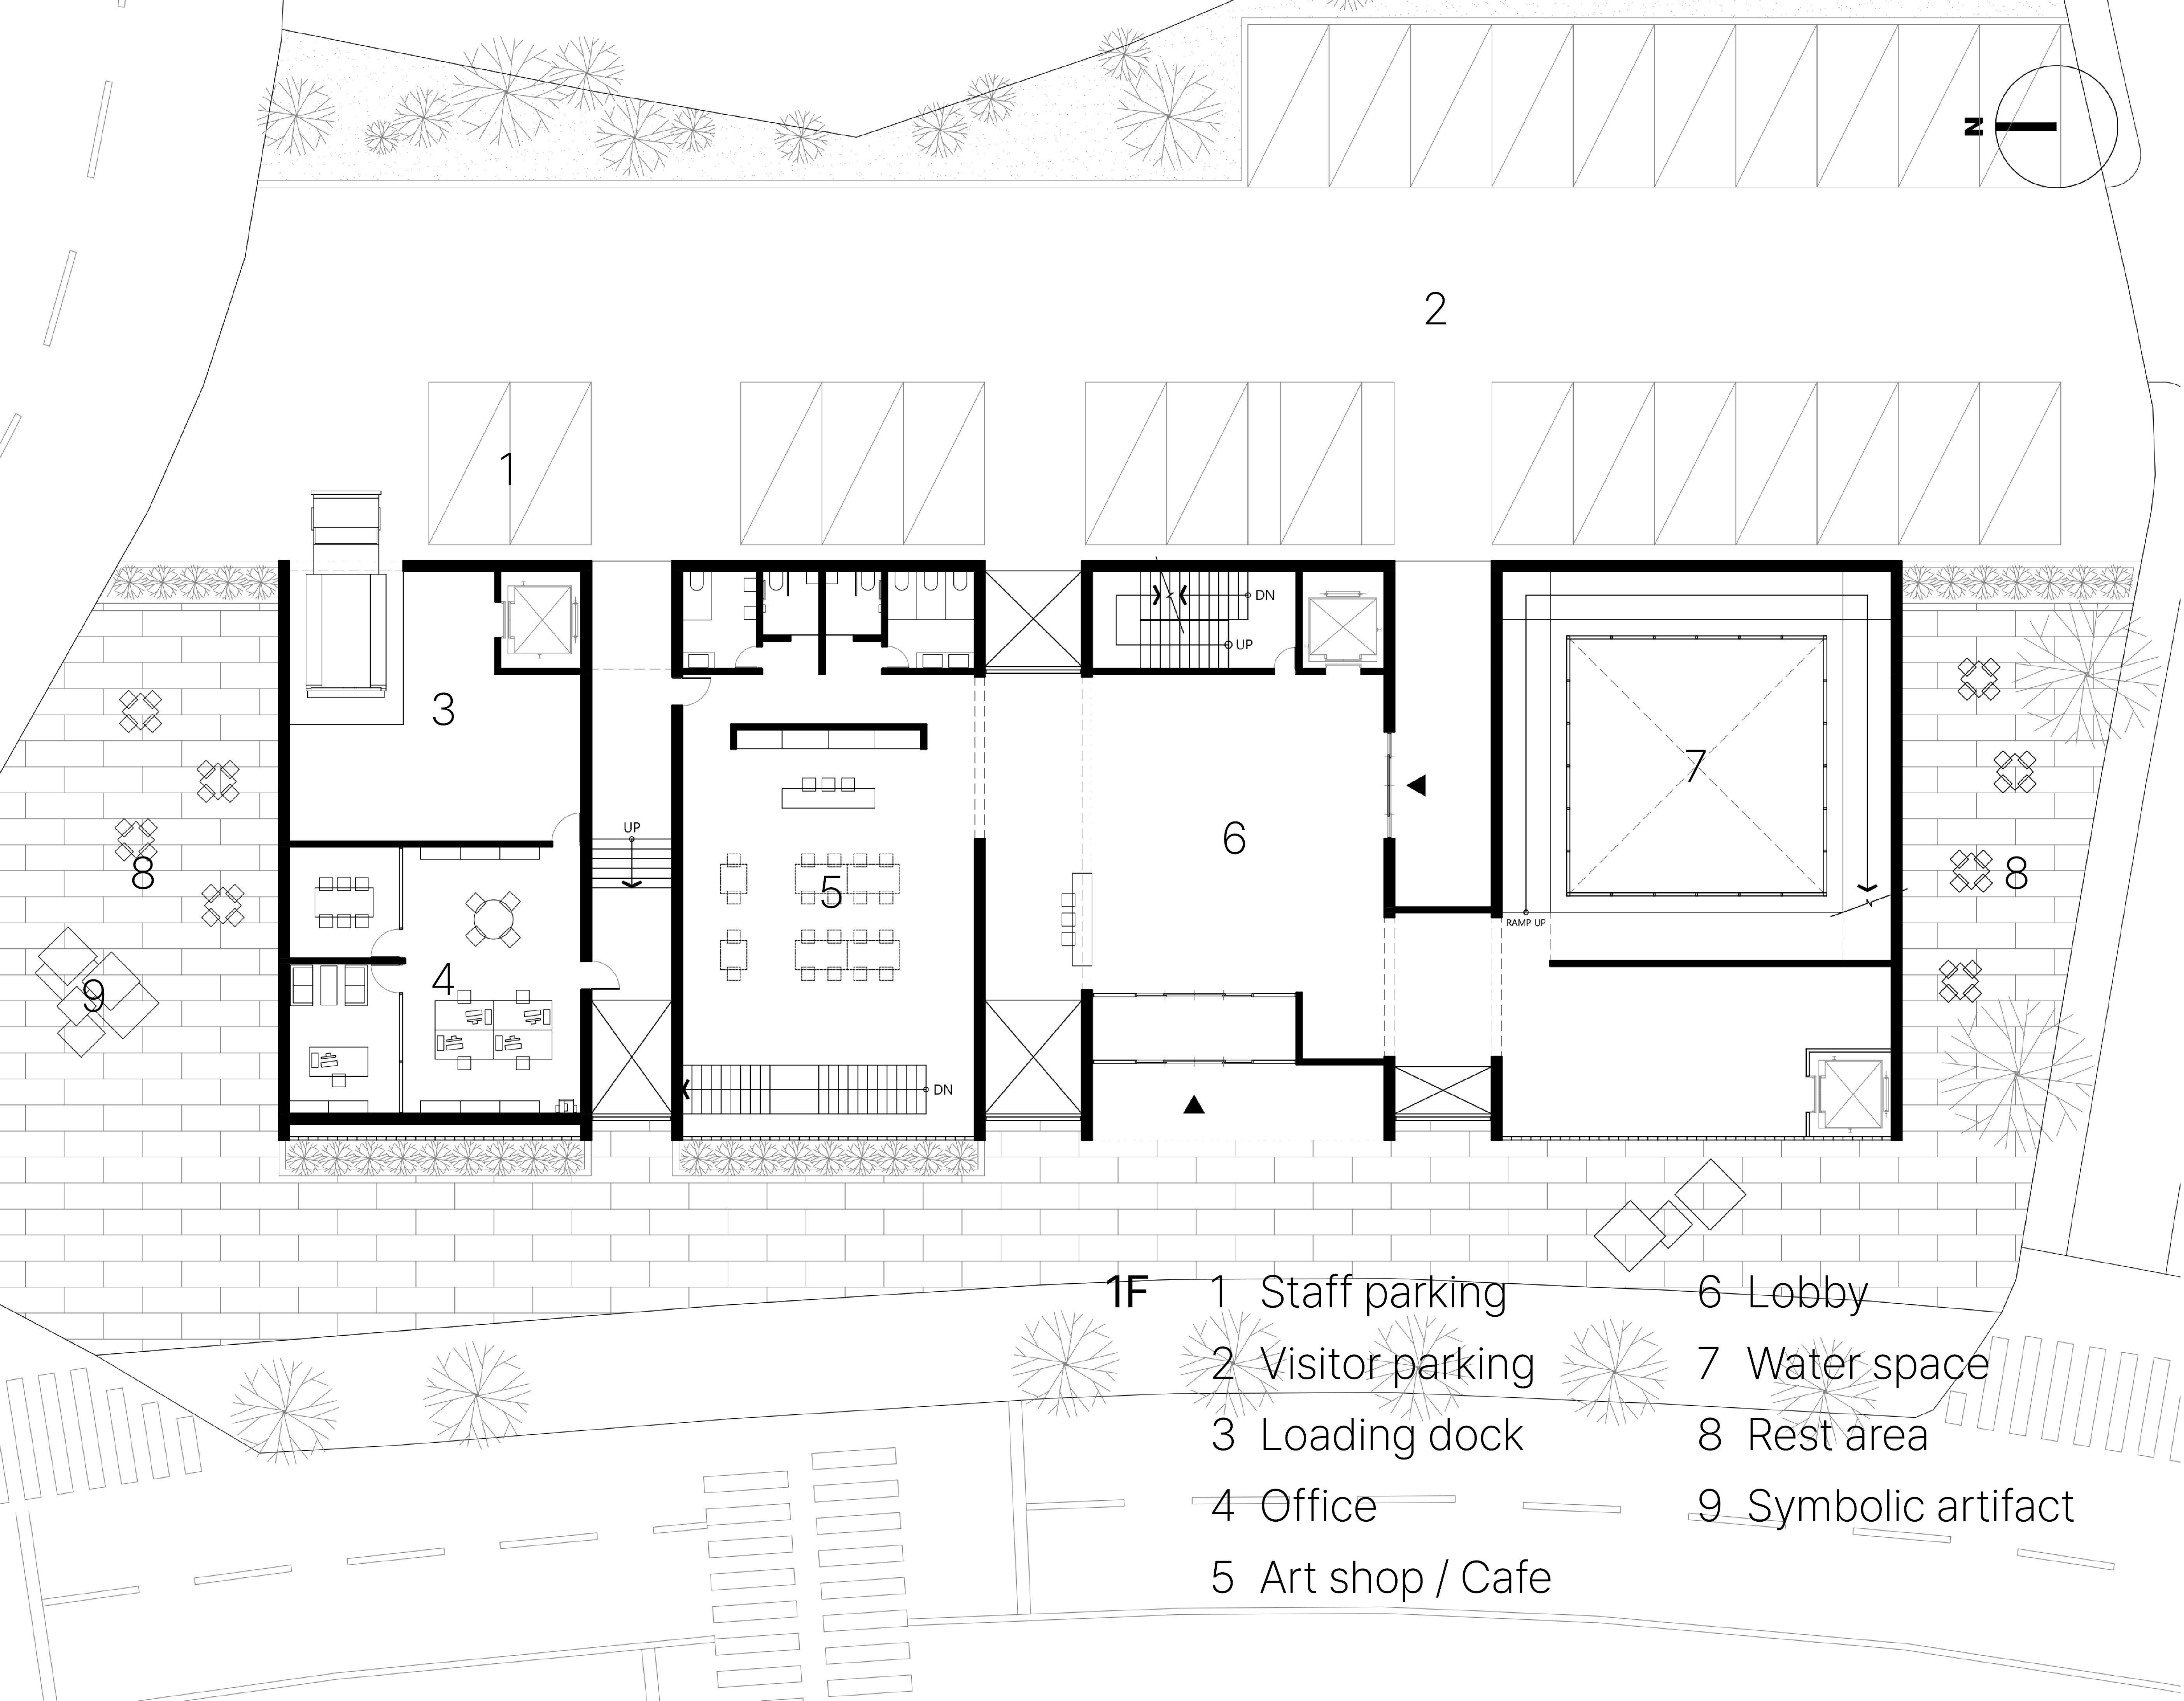 N
2
1
DN
UP
3
7
UP
6
8
5
8
RAMP UP
N
4
9
DN
1F
1 Staff parking
2 Visitor parking
3 Loading dock
4 Office
5 Art shop / Cafe
6 Lobby
7 Water space
8 Rest area
9 Symbolic artifact